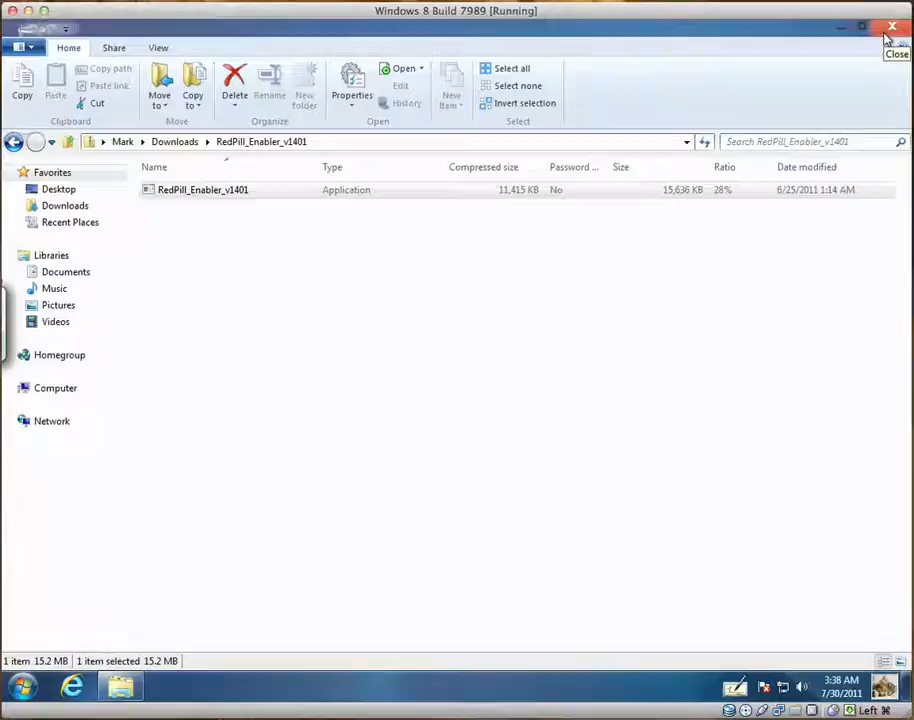 Windows 8 Build 7989 [Running]
Home Share View
Close
Copy
Paste
Copy path
Paste link
Cut
Move to
Copy to
Delete
Rename
New folder
Properties
Open
Edit
History
New Item
Select all
Select none
Invert selection
Clipboard Move Organize Open Select
Mark Downloads RedPill_Enabler_v1401
Search RedPill_Enabler_v1401
Name Type Compressed size Password ... Size Ratio Date modified
RedPill_Enabler_v1401 Application 11,415 KB No 15,636 KB 28% 6/25/2011 1:14 AM
Favorites
Desktop
Downloads
Recent Places
Libraries
Documents
Music
Pictures
Videos
Homegroup
Computer
Network
1 item 15.2 MB 1 item selected 15.2 MB
3:38 AM
7/30/2011
Left ⌘